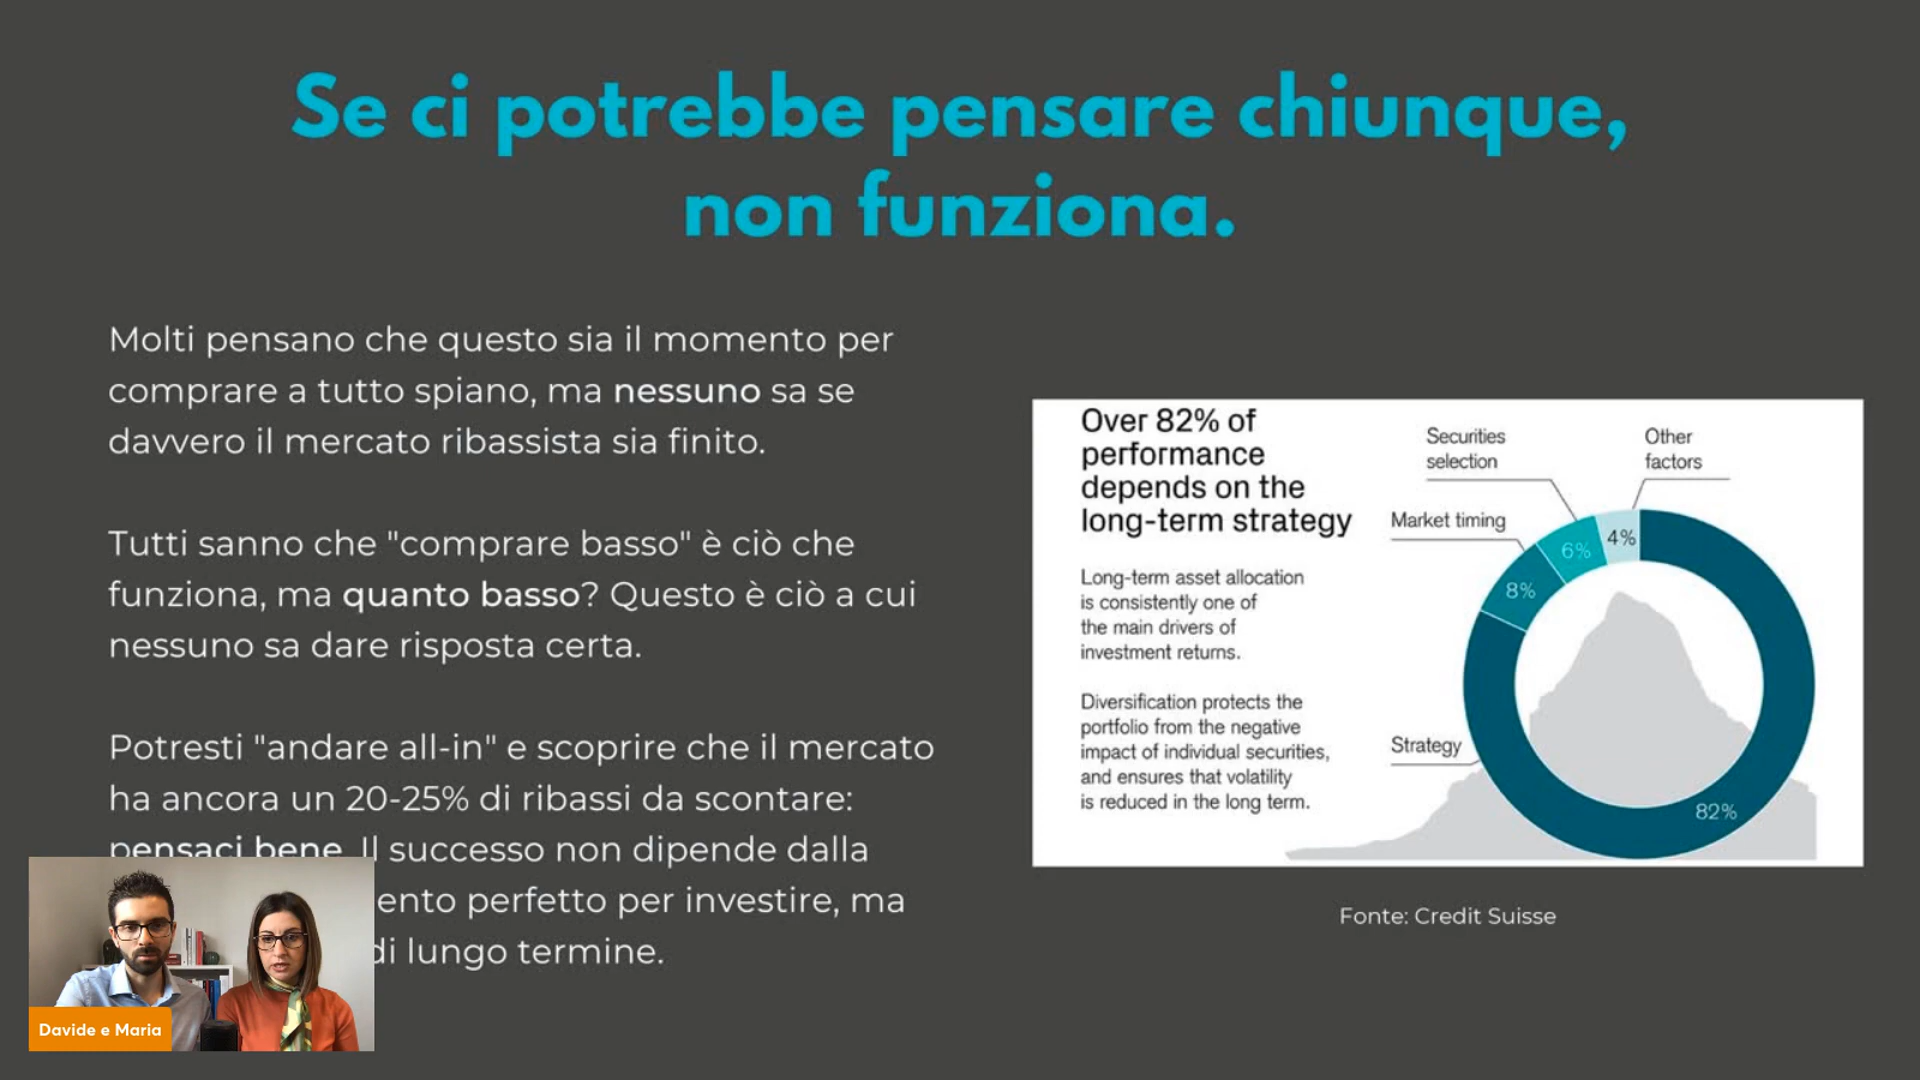 Se ci potrebbe pensare chiunque,
non funziona.
Molti pensano che questo sia il momento per
comprare a tutto spiano, ma nessuno sa se
davvero il mercato ribassista sia finito.
Tutti sanno che "comprare basso" è ciò che
funziona, ma quanto basso? Questo è ciò a cui
nessuno sa dare risposta certa.
Potresti "andare all-in" e scoprire che il mercato
ha ancora un 20-25% di ribassi da scontare:
pensaci bene. Il successo non dipende dalla
ento perfetto per investire, ma
di lungo termine.
Over 82% of
performance
depends on the
long-term strategy
Long-term asset allocation
is consistently one of
the main drivers of
investment returns.
Diversification protects the
portfolio from the negative
impact of individual securities,
and ensures that volatility
is reduced in the long term.
Securities
selection
Other
factors
Market timing
4%
6%
8%
Strategy
82%
Fonte: Credit Suisse
Davide e Maria